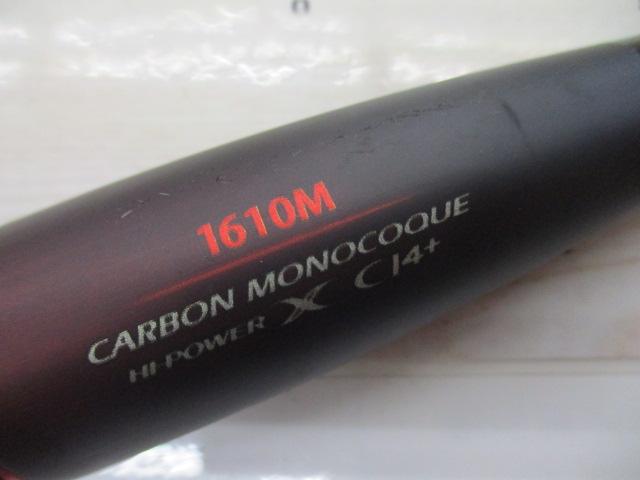 1610M
CARBON MONOCOQUE
HI-POWER X CI4+